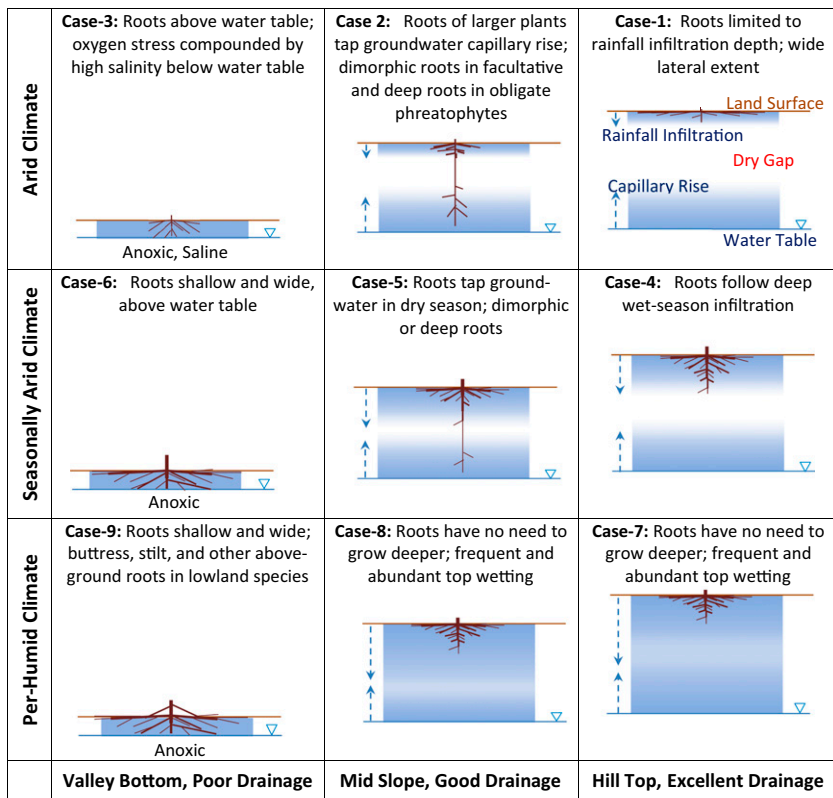 Arid Climate
Case-3: Roots above water table;
oxygen stress compounded by
high salinity below water table
Anoxic, Saline
Case 2: Roots of larger plants
tap groundwater capillary rise;
dimorphic roots in facultative
and deep roots in obligate
phreatophytes
Case-1: Roots limited to
rainfall infiltration depth; wide
lateral extent
Land Surface
Rainfall Infiltration
Dry Gap
Capillary Rise
Water Table
Seasonally Arid Climate
Case-6: Roots shallow and wide,
above water table
Anoxic
Case-5: Roots tap ground-
water in dry season; dimorphic
or deep roots
Case-4: Roots follow deep
wet-season infiltration
Per-Humid Climate
Case-9: Roots shallow and wide;
buttress, stilt, and other above-
ground roots in lowland species
Anoxic
Case-8: Roots have no need to
grow deeper; frequent and
abundant top wetting
Case-7: Roots have no need to
grow deeper; frequent and
abundant top wetting
Valley Bottom, Poor Drainage
Mid Slope, Good Drainage
Hill Top, Excellent Drainage